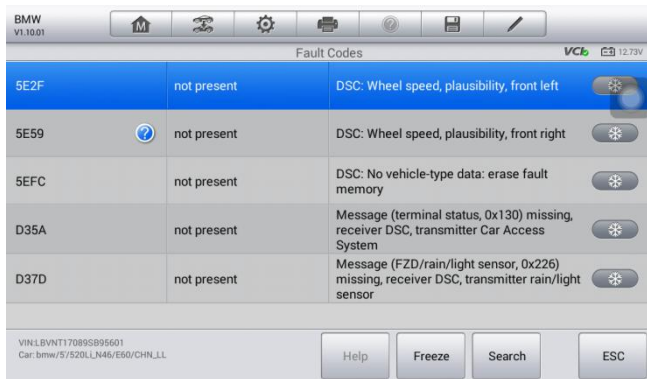 BMW
V1.10.01
Fault Codes
VCI
12.73V
5E2F not present DSC: Wheel speed, plausibility, front left
5E59 not present DSC: Wheel speed, plausibility, front right
5EFC not present DSC: No vehicle-type data: erase fault
memory
D35A not present Message (terminal status, 0x130) missing,
receiver DSC, transmitter Car Access
System
D37D not present Message (FZD/rain/light sensor, 0x226)
missing, receiver DSC, transmitter rain/light
sensor
VIN:LBVNT17089SB95601
Car: bmw/5'/520Li_N46/E60/CHN_LL
Help Freeze Search ESC